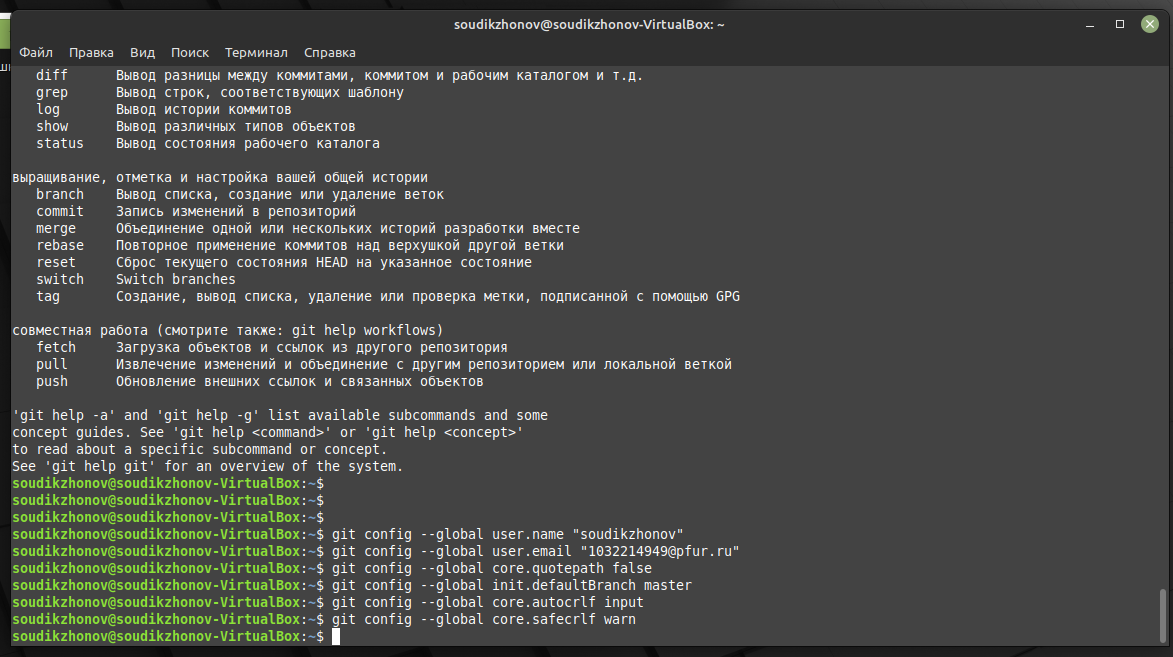 soudikzhonov@soudikzhonov-VirtualBox: ~
Файл Правка Вид Поиск Терминал Справка
diff Вывод разницы между коммитами, коммитом и рабочим каталогом и т.д.
grep Вывод строк, соответствующих шаблону
log Вывод истории коммитов
show Вывод различных типов объектов
status Вывод состояния рабочего каталога
выращивание, отметка и настройка вашей общей истории
branch Вывод списка, создание или удаление веток
commit Запись изменений в репозиторий
merge Объединение одной или нескольких историй разработки вместе
rebase Повторное применение коммитов над верхушкой другой ветки
reset Сброс текущего состояния HEAD на указанное состояние
switch Switch branches
tag Создание, вывод списка, удаление или проверка метки, подписанной с помощью GPG
совместная работа (смотрите также: git help workflows)
fetch Загрузка объектов и ссылок из другого репозитория
pull Извлечение изменений и объединение с другим репозиторием или локальной веткой
push Обновление внешних ссылок и связанных объектов
'git help -a' and 'git help -g' list available subcommands and some
concept guides. See 'git help <command>' or 'git help <concept>'
to read about a specific subcommand or concept.
See 'git help git' for an overview of the system.
soudikzhonov@soudikzhonov-VirtualBox:~$
soudikzhonov@soudikzhonov-VirtualBox:~$
soudikzhonov@soudikzhonov-VirtualBox:~$
soudikzhonov@soudikzhonov-VirtualBox:~$ git config --global user.name "soudikzhonov"
soudikzhonov@soudikzhonov-VirtualBox:~$ git config --global user.email "1032214949@pfur.ru"
soudikzhonov@soudikzhonov-VirtualBox:~$ git config --global core.quotepath false
soudikzhonov@soudikzhonov-VirtualBox:~$ git config --global init.defaultBranch master
soudikzhonov@soudikzhonov-VirtualBox:~$ git config --global core.autocrlf input
soudikzhonov@soudikzhonov-VirtualBox:~$ git config --global core.safecrlf warn
soudikzhonov@soudikzhonov-VirtualBox:~$